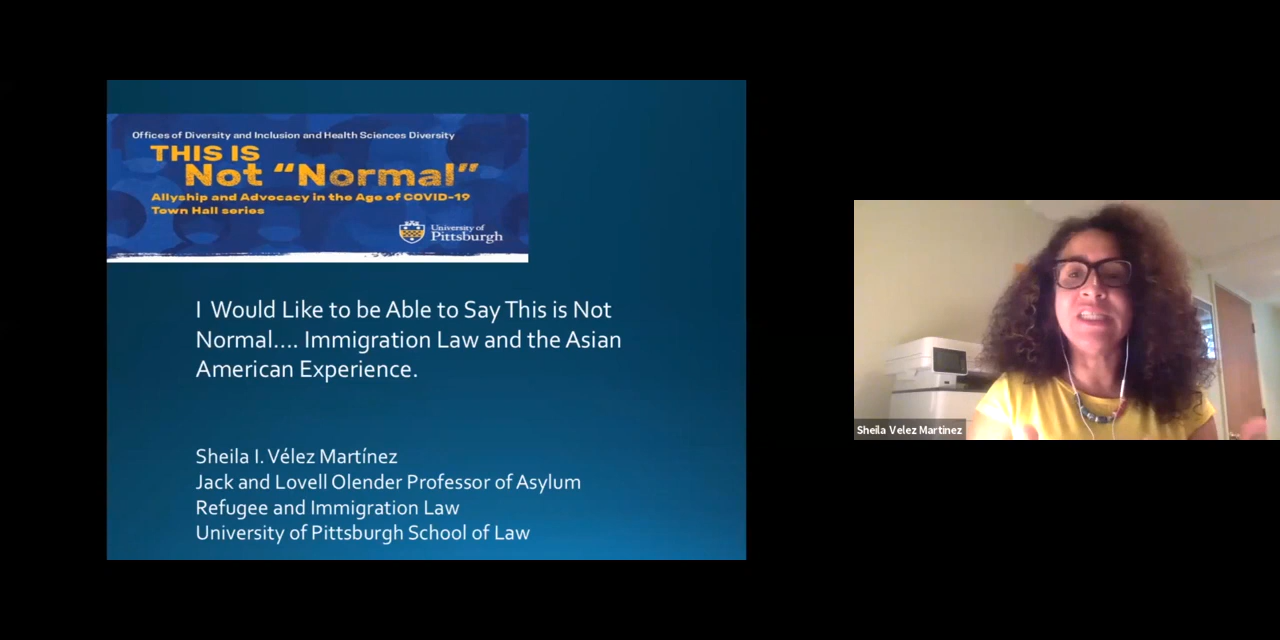 Offices of Diversity and Inclusion and Health Sciences Diversity
THIS IS
Not “Normal”
Allyship and Advocacy in the Age of COVID-19
Town Hall series
University of
Pittsburgh
I Would Like to be Able to Say This is Not
Normal…. Immigration Law and the Asian
American Experience.
Sheila I. Vélez Martínez
Jack and Lovell Olender Professor of Asylum
Refugee and Immigration Law
University of Pittsburgh School of Law
Sheila Velez Martinez